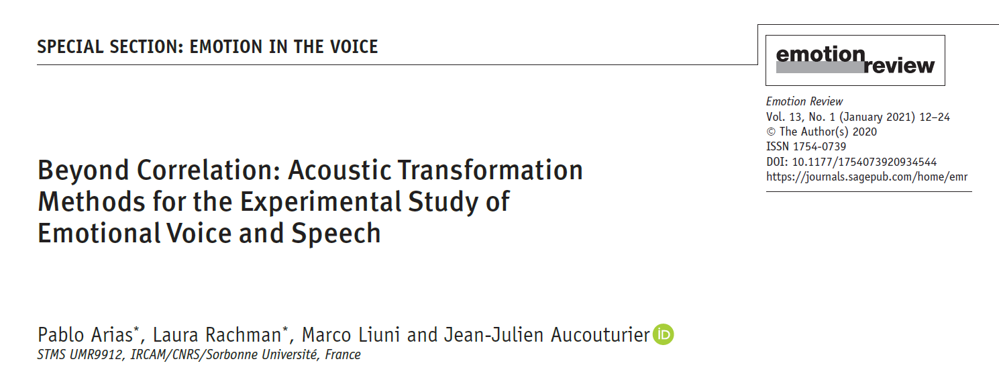 SPECIAL SECTION: EMOTION IN THE VOICE
emotion
review
Emotion Review
Vol. 13, No. 1 (January 2021) 12–24
© The Author(s) 2020
ISSN 1754-0739
DOI: 10.1177/1754073920934544
https://journals.sagepub.com/home/emr
Beyond Correlation: Acoustic Transformation
Methods for the Experimental Study of
Emotional Voice and Speech
Pablo Arias*, Laura Rachman*, Marco Liuni and Jean-Julien Aucouturier iD
STMS UMR9912, IRCAM/CNRS/Sorbonne Université, France